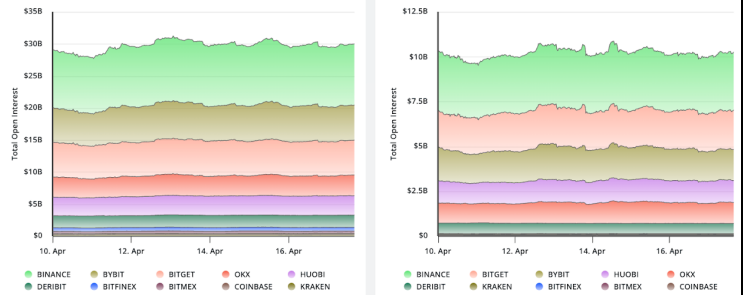 $35B
$30B
$25B
$20B
$15B
$10B
$5B
$0
Total Open Interest
10. Apr 12. Apr 14. Apr 16. Apr
BINANCE BYBIT BITGET OKX HUOBI
DERIBIT BITFINEX BITMEX COINBASE KRAKEN
$12.5B
$10B
$7.5B
$5B
$2.5B
$0
Total Open Interest
10. Apr 12. Apr 14. Apr 16. Apr
BINANCE BITGET BYBIT HUOBI OKX
DERIBIT KRAKEN BITFINEX BITMEX COINBASE